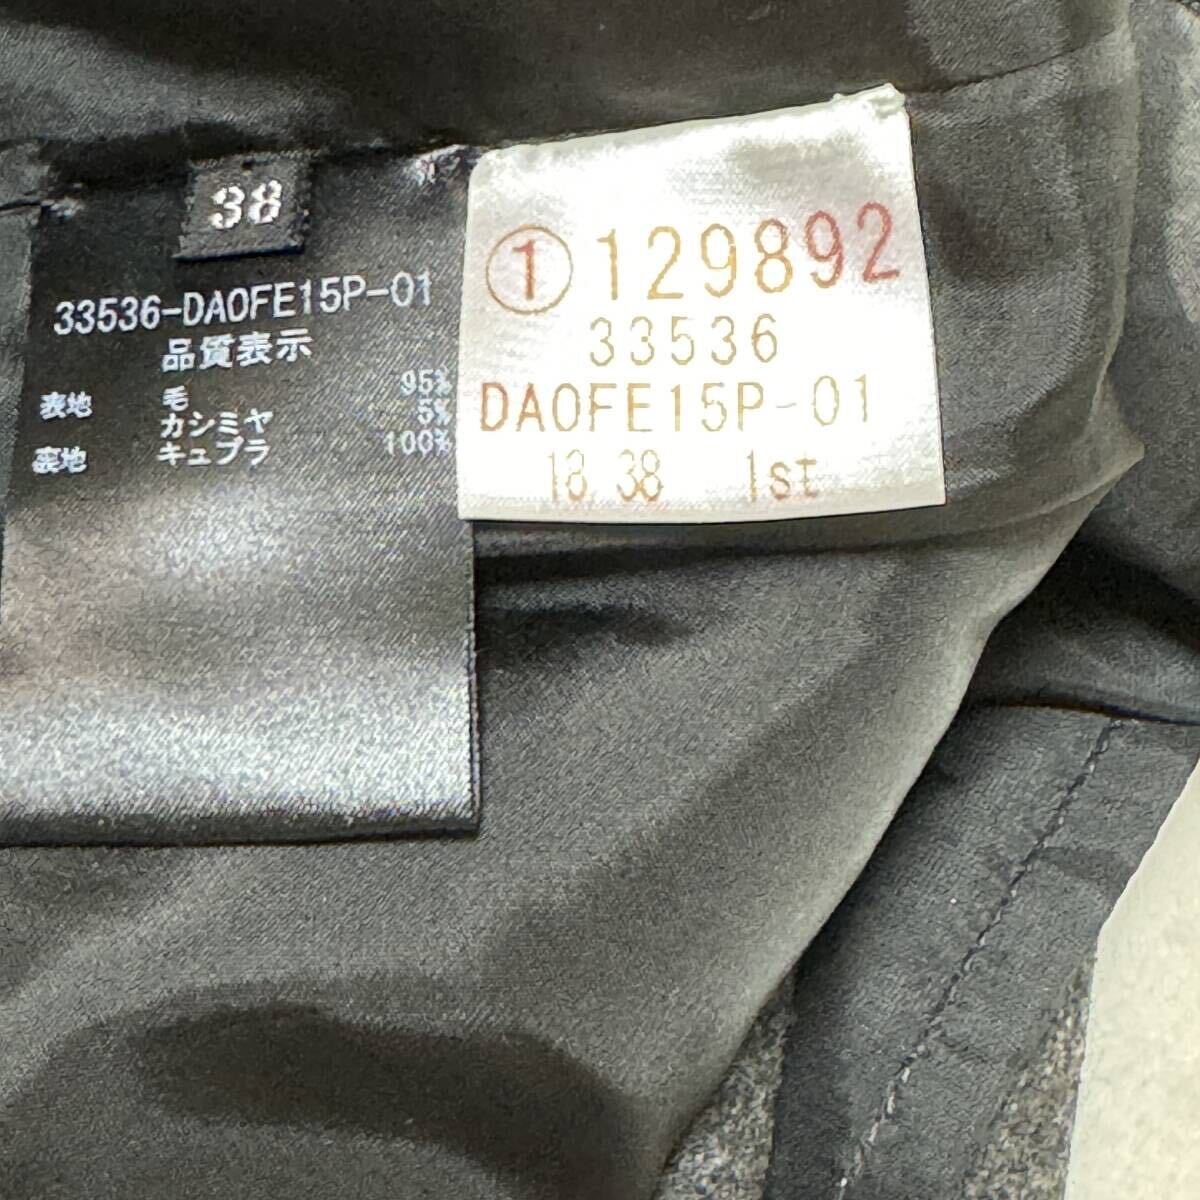 38
33536-DA0FE15P-01
品質表示
表地 毛 95%
カシミヤ 5%
裏地 キュプラ 100%
① 129892
33536
DA0FE15P-01
18 38 1st